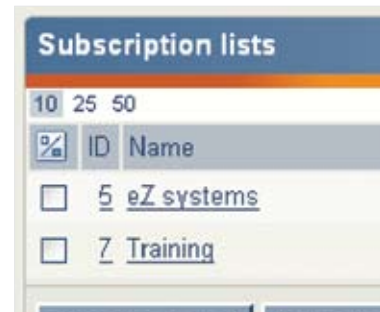 Subscription lists
10 25 50
ID Name
5 eZ systems
7 Training